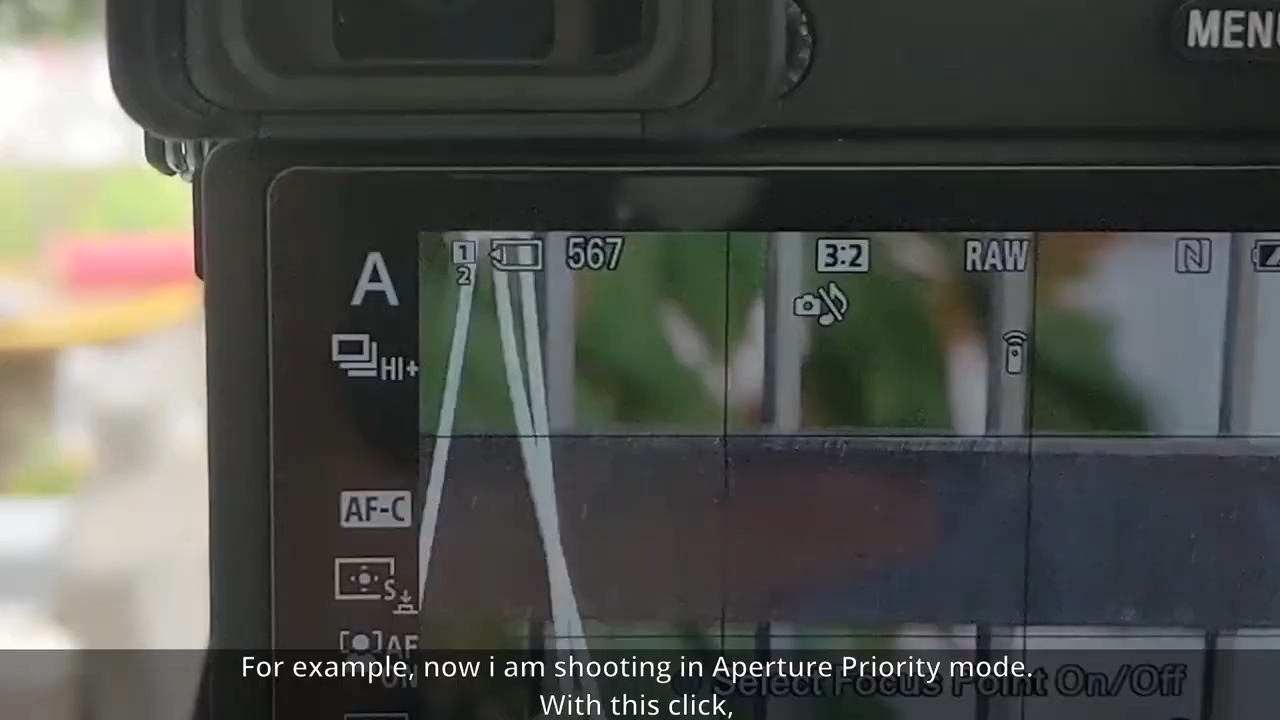 MENU
A
1
2
567
3:2
RAW
N
HI+
AF-C
S
AF
ON
Select Focus Point On/Off
For example, now i am shooting in Aperture Priority mode.
With this click,